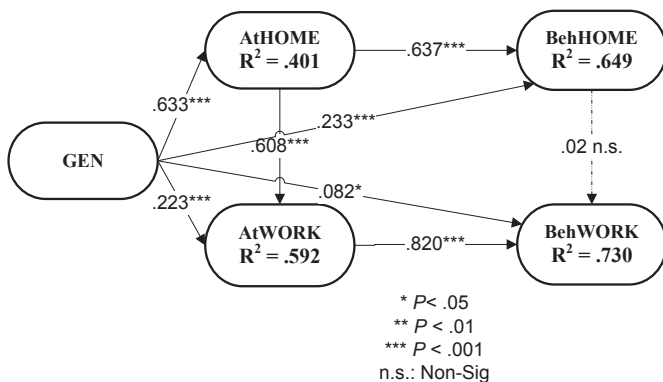 AtHOME
R² = .401
.637***
BehHOME
R² = .649
.633***
.233***
.608***
GEN
.02 n.s.
.082*
.223***
AtWORK
R² = .592
.820***
BehWORK
R² = .730
* P< .05
** P < .01
*** P < .001
n.s.: Non-Sig